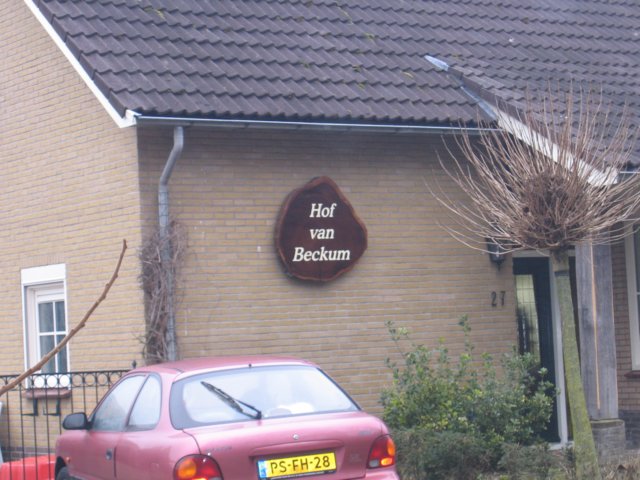 Hof
van
Beckum
27
PS-FH-28